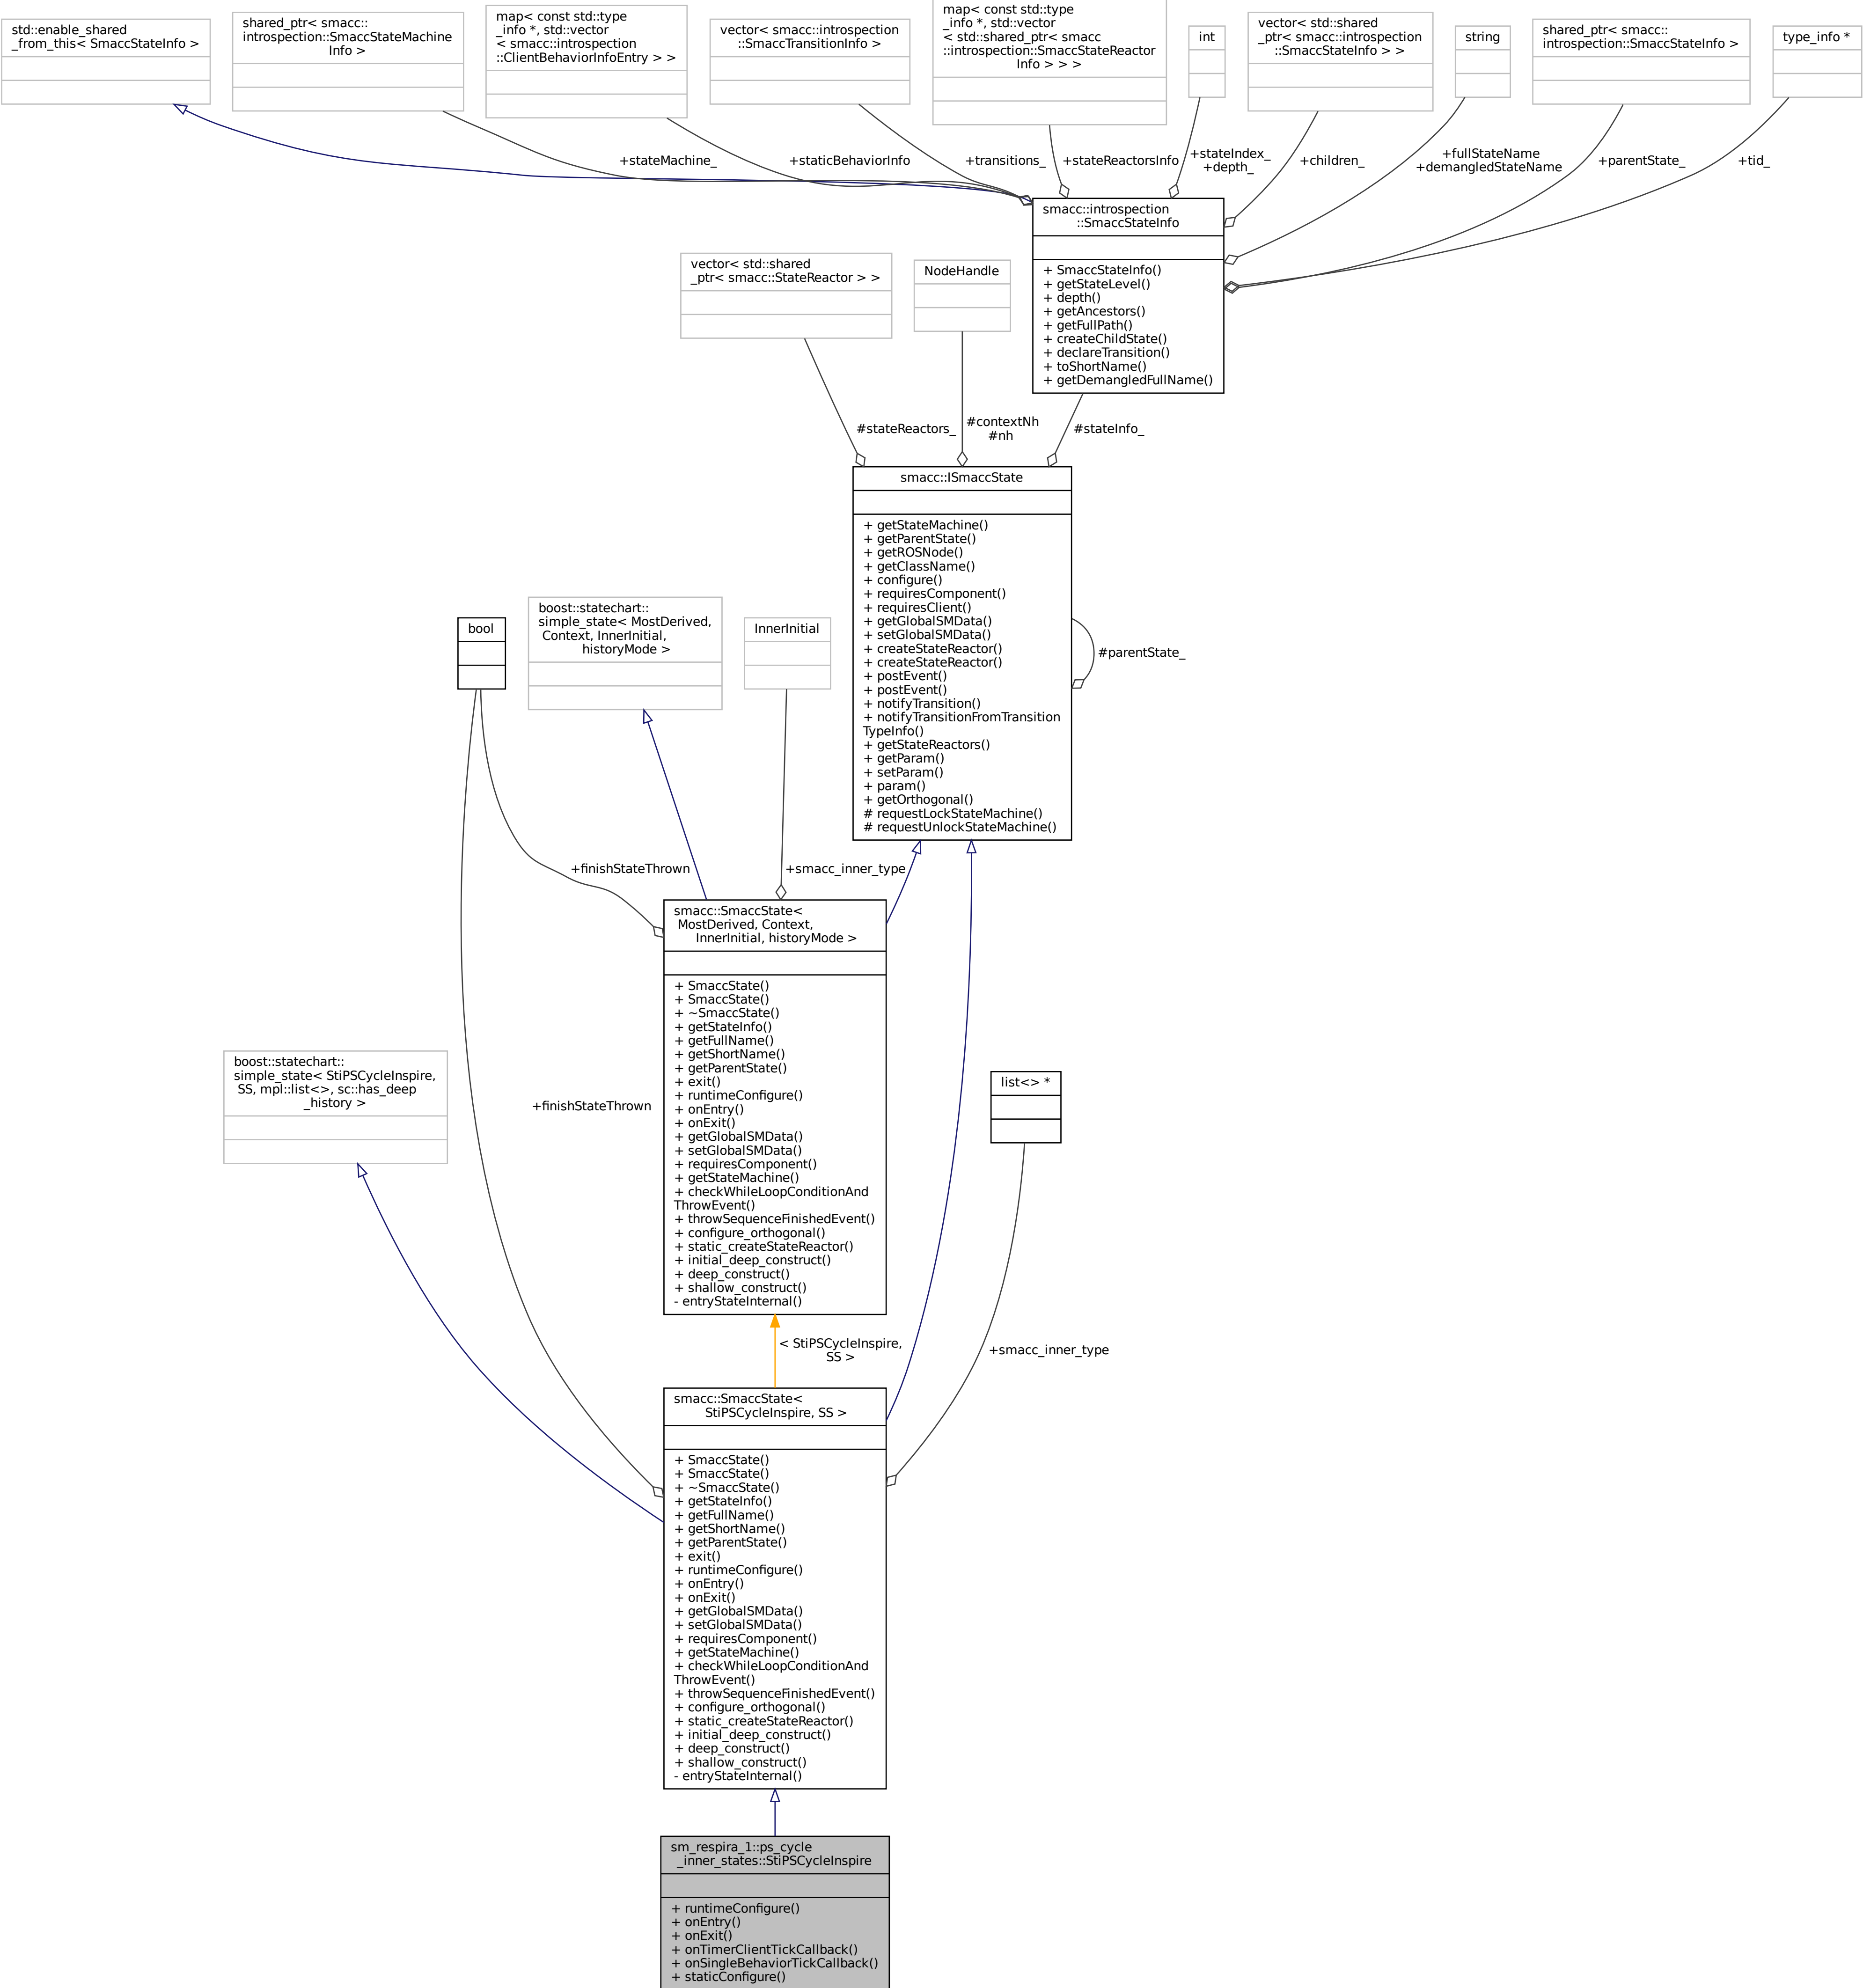 std::enable_shared
_from_this< SmaccStateInfo >
shared_ptr< smacc::
introspection::SmaccStateMachine
Info >
map< const std::type
_info *, std::vector
< smacc::introspection
::ClientBehaviorInfoEntry > >
vector< smacc::introspection
::SmaccTransitionInfo >
map< const std::type
_info *, std::vector
< std::shared_ptr< smacc
::introspection::SmaccStateReactor
Info > > >
int
vector< std::shared
_ptr< smacc::introspection
::SmaccStateInfo > >
string
shared_ptr< smacc::
introspection::SmaccStateInfo >
type_info *
+stateMachine_
+staticBehaviorInfo
+transitions_
+stateReactorsInfo
+stateIndex_
+depth_
+children_
+fullStateName
+demangledStateName
+parentState_
+tid_
smacc::introspection
::SmaccStateInfo
+ SmaccStateInfo()
+ getStateLevel()
+ depth()
+ getAncestors()
+ getFullPath()
+ createChildState()
+ declareTransition()
+ toShortName()
+ getDemangledFullName()
vector< std::shared
_ptr< smacc::StateReactor > >
NodeHandle
#stateReactors_
#contextNh
#nh
#stateInfo_
smacc::ISmaccState
+ getStateMachine()
+ getParentState()
+ getROSNode()
+ getClassName()
+ configure()
+ requiresComponent()
+ requiresClient()
+ getGlobalSMData()
+ setGlobalSMData()
+ createStateReactor()
+ createStateReactor()
+ postEvent()
+ postEvent()
+ notifyTransition()
+ notifyTransitionFromTransition
TypeInfo()
+ getStateReactors()
+ getParam()
+ setParam()
+ param()
+ getOrthogonal()
# requestLockStateMachine()
# requestUnlockStateMachine()
#parentState_
bool
boost::statechart::
simple_state< MostDerived,
Context, InnerInitial,
historyMode >
InnerInitial
+finishStateThrown
+smacc_inner_type
smacc::SmaccState<
MostDerived, Context,
InnerInitial, historyMode >
+ SmaccState()
+ SmaccState()
+ ~SmaccState()
+ getStateInfo()
+ getFullName()
+ getShortName()
+ getParentState()
+ exit()
+ runtimeConfigure()
+ onEntry()
+ onExit()
+ getGlobalSMData()
+ setGlobalSMData()
+ requiresComponent()
+ getStateMachine()
+ checkWhileLoopConditionAnd
ThrowEvent()
+ throwSequenceFinishedEvent()
+ configure_orthogonal()
+ static_createStateReactor()
+ initial_deep_construct()
+ deep_construct()
+ shallow_construct()
- entryStateInternal()
boost::statechart::
simple_state< StiPSCycleInspire,
SS, mpl::list<>, sc::has_deep
_history >
+finishStateThrown
list<> *
< StiPSCycleInspire,
SS >
+smacc_inner_type
smacc::SmaccState<
StiPSCycleInspire, SS >
+ SmaccState()
+ SmaccState()
+ ~SmaccState()
+ getStateInfo()
+ getFullName()
+ getShortName()
+ getParentState()
+ exit()
+ runtimeConfigure()
+ onEntry()
+ onExit()
+ getGlobalSMData()
+ setGlobalSMData()
+ requiresComponent()
+ getStateMachine()
+ checkWhileLoopConditionAnd
ThrowEvent()
+ throwSequenceFinishedEvent()
+ configure_orthogonal()
+ static_createStateReactor()
+ initial_deep_construct()
+ deep_construct()
+ shallow_construct()
- entryStateInternal()
sm_respira_1::ps_cycle
_inner_states::StiPSCycleInspire
+ runtimeConfigure()
+ onEntry()
+ onExit()
+ onTimerClientTickCallback()
+ onSingleBehaviorTickCallback()
+ staticConfigure()